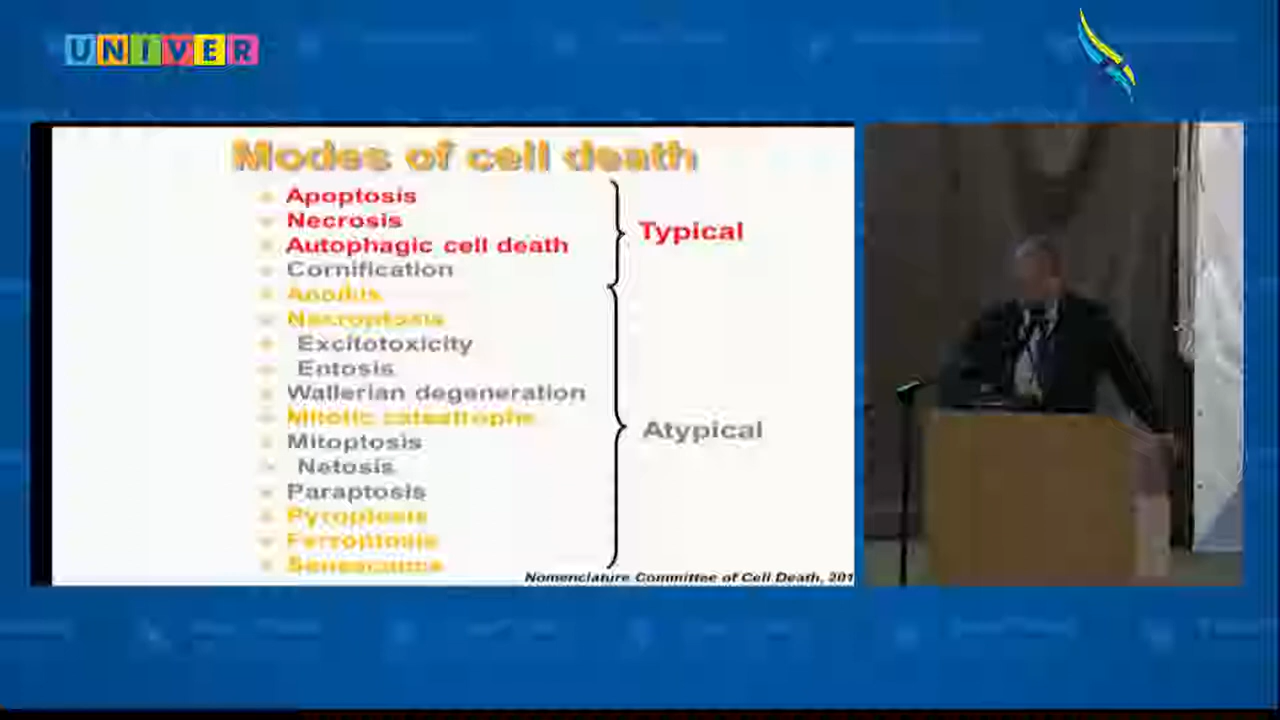 UNIVER
Modes of cell death
Apoptosis
Necrosis
Autophagic cell death
Cornification
Anoikis
Necroptosis
Excitotoxicity
Entosis
Wallerian degeneration
Mitotic catastrophe
Mitoptosis
Netosis
Paraptosis
Pyroptosis
Ferroptosis
Senescence
Typical
Atypical
Nomenclature Committee of Cell Death, 201